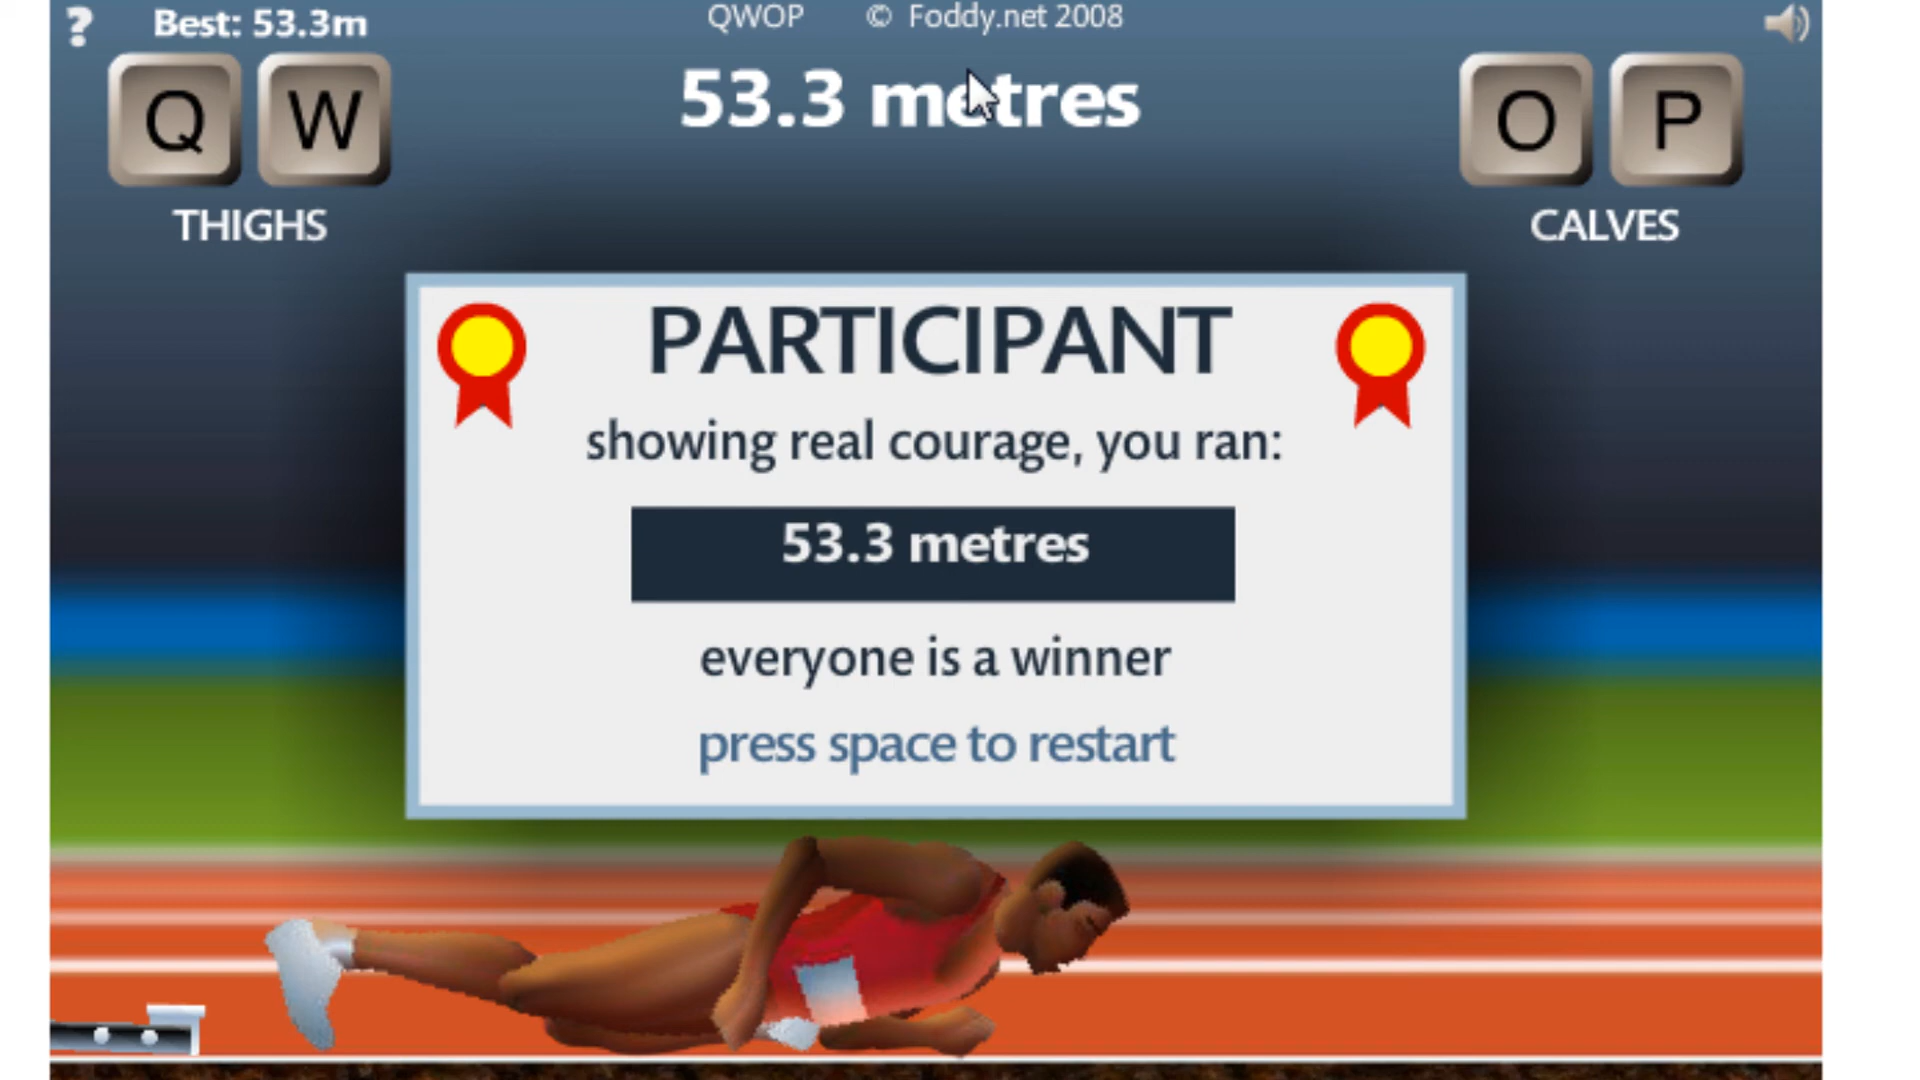 ? Best: 53.3m
QWOP © Foddy.net 2008
53.3 metres
Q W
THIGHS
O P
CALVES
PARTICIPANT
showing real courage, you ran:
53.3 metres
everyone is a winner
press space to restart